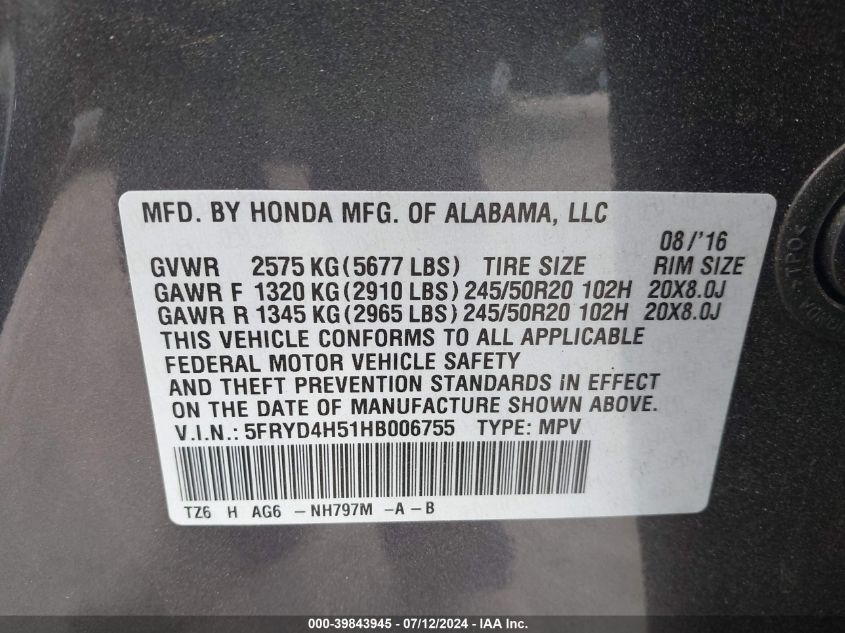 MFD. BY HONDA MFG. OF ALABAMA, LLC
08/'16
GVWR 2575 KG(5677 LBS) TIRE SIZE RIM SIZE
GAWR F 1320 KG(2910 LBS) 245/50R20 102H 20X8.0J
GAWR R 1345 KG(2965 LBS) 245/50R20 102H 20X8.0J
THIS VEHICLE CONFORMS TO ALL APPLICABLE
FEDERAL MOTOR VEHICLE SAFETY
AND THEFT PREVENTION STANDARDS IN EFFECT
ON THE DATE OF MANUFACTURE SHOWN ABOVE.
V.I.N.: 5FRYD4H51HB006755 TYPE: MPV
TZ6 H AG6 -NH797M -A-B
000-39843945 - 07/12/2024 - IAA Inc.